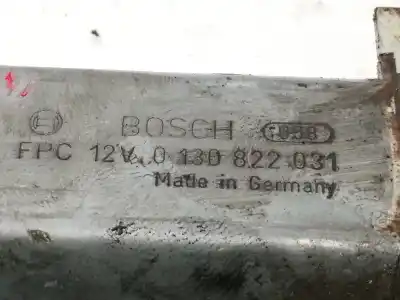 BOSCH
FPC 12V 0 130 822 031
Made in Germany